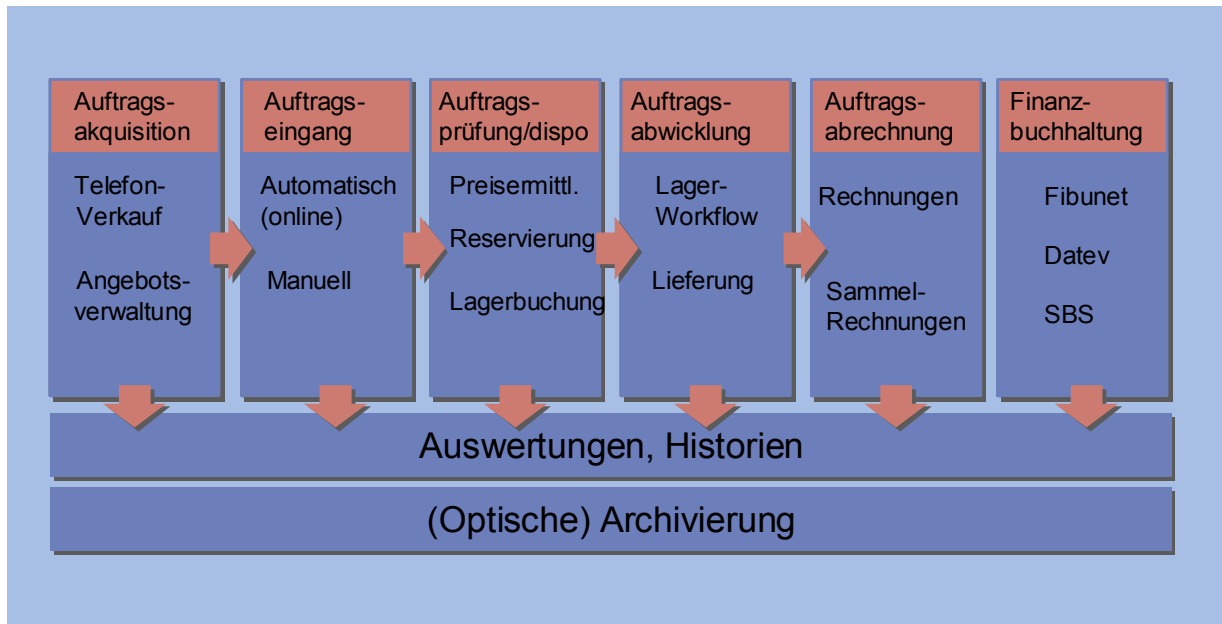 Auftrags-
akquisition
Telefon-
Verkauf
Angebots-
verwaltung
Auftrags-
eingang
Automatisch
(online)
Manuell
Auftrags-
prüfung/dispo
Preisermittl.
Reservierung
Lagerbuchung
Auftrags-
abwicklung
Lager-
Workflow
Lieferung
Auftrags-
abrechnung
Rechnungen
Sammel-
Rechnungen
Finanz-
buchhaltung
Fibunet
Datev
SBS
Auswertungen, Historien
(Optische) Archivierung